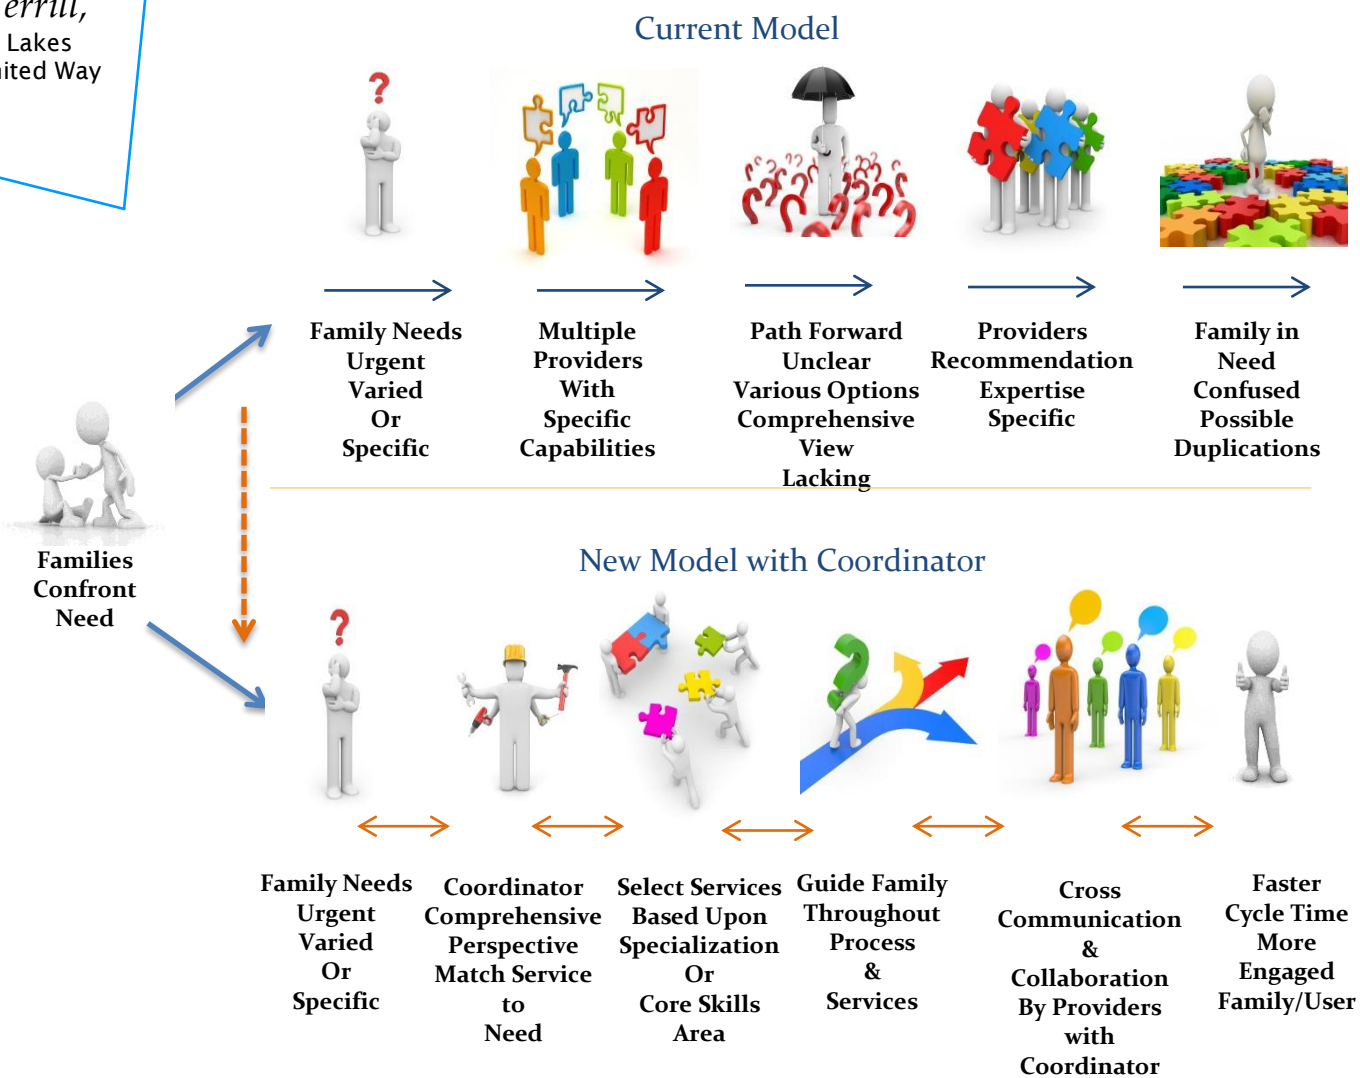 Lakes
Current Model
Family Needs
Urgent
Varied
Or
Specific
Multiple
Providers
With
Specific
Capabilities
Path Forward
Unclear
Various Options
Comprehensive
View
Lacking
Providers
Recommendation
Expertise
Specific
Family in
Need
Confused
Possible
Duplications
Families
Confront
Need
New Model with Coordinator
Family Needs
Urgent
Varied
Or
Specific
Coordinator
Comprehensive
Perspective
Match Service
to
Need
Select Services
Based Upon
Specialization
Or
Core Skills
Area
Guide Family
Throughout
Process
&
Services
Cross
Communication
&
Collaboration
By Providers
with
Coordinator
Faster
Cycle Time
More
Engaged
Family/User